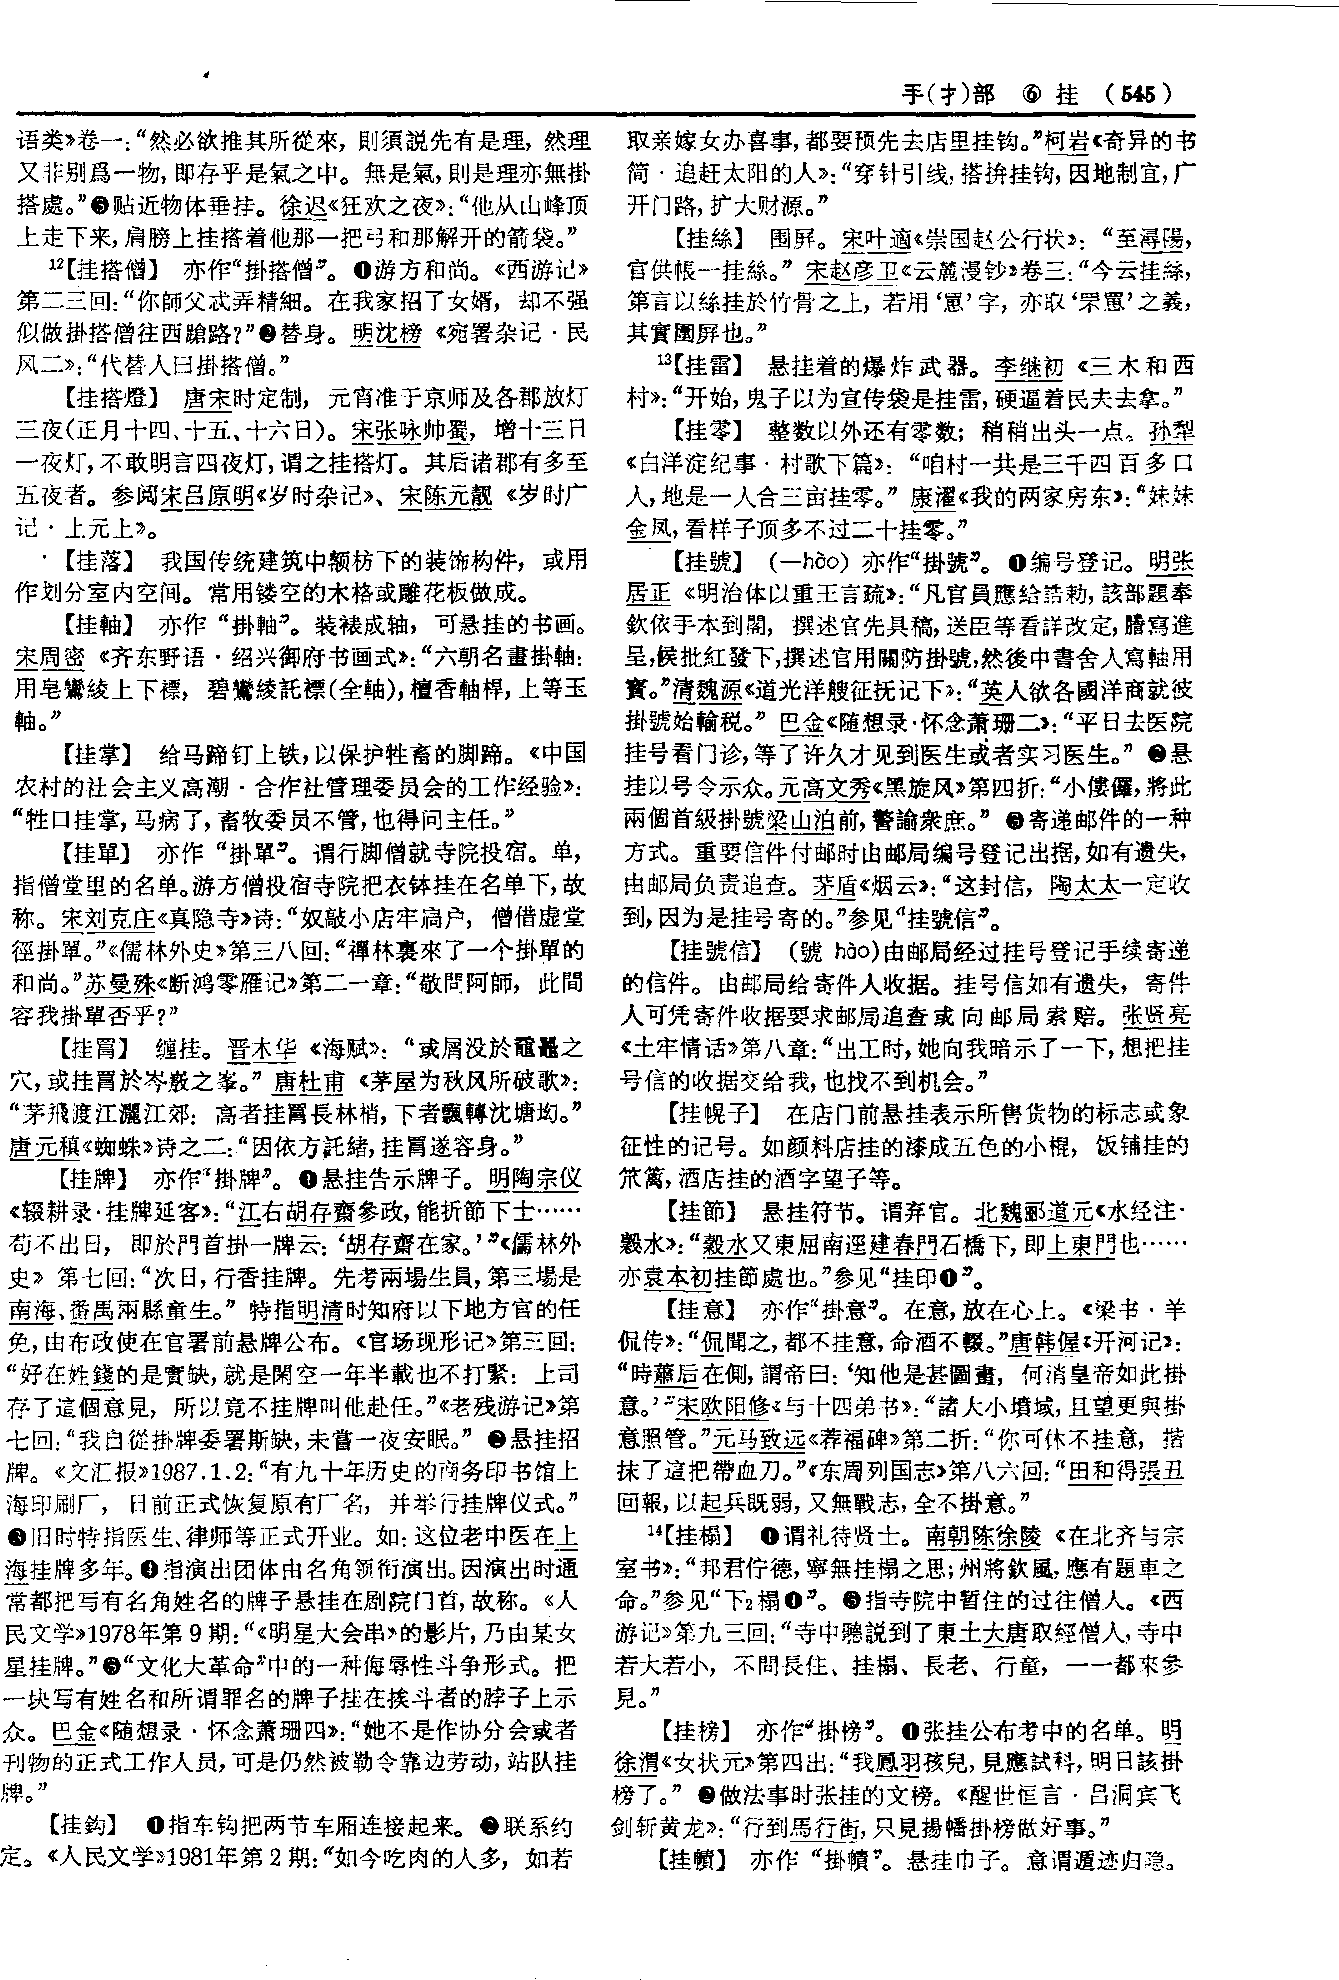 手(扌)部 ⑥ 挂 (545)
语类》卷一:“然必欲推其所從來, 則須説先有是理, 然理
又非别爲一物, 即存乎是氣之中。無是氣, 則是理亦無掛
搭處。”❸贴近物体垂挂。徐迟《狂欢之夜》:“他从山峰顶
上走下来, 肩膀上挂搭着他那一把弓和那解开的箭袋。”
12【挂搭僧】 亦作“掛搭僧”。❶游方和尚。《西游记》
第二三回:“你師父忒弄精細。在我家招了女婿, 却不强
似做掛搭僧往西蹌路?”❷替身。明沈榜《宛署杂记·民
风二》:“代替人曰掛搭僧。”
【挂搭燈】 唐宋时定制, 元宵准于京师及各郡放灯
三夜(正月十四、十五、十六日)。宋张咏帅蜀, 增十三日
一夜灯, 不敢明言四夜灯, 谓之挂搭灯。其后诸郡有多至
五夜者。参阅宋吕原明《岁时杂记》、宋陈元靓《岁时广
记·上元上》。
【挂落】 我国传统建筑中额枋下的装饰构件, 或用
作划分室内空间。常用镂空的木格或雕花板做成。
【挂軸】 亦作“掛軸”。装裱成轴, 可悬挂的书画。
宋周密《齐东野语·绍兴御府书画式》:“六朝名畫掛軸:
用皂鸞綾上下褾, 碧鸞綾託褾(全軸), 檀香軸桿, 上等玉
軸。”
【挂掌】 给马蹄钉上铁, 以保护牲畜的脚蹄。《中国
农村的社会主义高潮·合作社管理委员会的工作经验》:
“牲口挂掌, 马病了, 畜牧委员不管, 也得问主任。”
【挂單】 亦作“掛單”。谓行脚僧就寺院投宿。单,
指僧堂里的名单。游方僧投宿寺院把衣钵挂在名单下, 故
称。宋刘克庄《真隐寺》诗:“奴敲小店牢扃户, 僧借虚堂
徑掛單。”《儒林外史》第三八回:“禪林裏來了一个掛單的
和尚。”苏曼殊《断鸿零雁记》第二一章:“敬問阿師, 此間
容我掛單否乎?”
【挂罥】 缠挂。晋木华《海赋》:“或屑没於黿鼉之
穴, 或挂罥於岑嶅之峯。”唐杜甫《茅屋为秋风所破歌》:
“茅飛渡江灑江郊: 高者挂罥長林梢, 下者飄轉沈塘坳。”
唐元稹《蜘蛛》诗之二:“因依方託緒, 挂罥遂容身。”
【挂牌】 亦作“掛牌”。❶悬挂告示牌子。明陶宗仪
《辍耕录·挂牌延客》:“江右胡存齋參政, 能折節下士……
苟不出日, 即於門首掛一牌云: ‘胡存齋在家。’”《儒林外
史》第七回:“次日, 行香挂牌。先考兩場生員, 第三場是
南海、番禺兩縣童生。”特指明清时知府以下地方官的任
免, 由布政使在官署前悬牌公布。《官场现形记》第三回:
“好在姓錢的是實缺, 就是閑空一年半載也不打緊: 上司
存了這個意見, 所以竟不挂牌叫他赴任。”《老残游记》第
七回:“我自從掛牌委署斯缺, 未嘗一夜安眠。”❷悬挂招
牌。《文汇报》1987.1.2:“有九十年历史的商务印书馆上
海印刷厂, 日前正式恢复原有厂名, 并举行挂牌仪式。”
❸旧时特指医生、律师等正式开业。如: 这位老中医在上
海挂牌多年。❹指演出团体由名角领衔演出。因演出时通
常都把写有名角姓名的牌子悬挂在剧院门首, 故称。《人
民文学》1978年第9期:“《明星大会串》的影片, 乃由某女
星挂牌。”❺“文化大革命”中的一种侮辱性斗争形式。把
一块写有姓名和所谓罪名的牌子挂在挨斗者的脖子上示
众。巴金《随想录·怀念萧珊四》:“她不是作协分会或者
刊物的正式工作人员, 可是仍然被勒令靠边劳动, 站队挂
牌。”
【挂鈎】 ❶指车钩把两节车厢连接起来。❷联系约
定。《人民文学》1981年第2期:“如今吃肉的人多, 如若
取亲嫁女办喜事, 都要预先去店里挂钩。”柯岩《奇异的书
简·追赶太阳的人》:“穿针引线, 搭拚挂钩, 因地制宜, 广
开门路, 扩大财源。”
【挂絲】 围屏。宋叶適《崇国赵公行状》:“至潯陽,
官供帳一挂絲。”宋赵彦卫《云麓漫钞》卷三:“今云挂絲,
第言以絲挂於竹骨之上, 若用‘罳’字, 亦取‘罘罳’之義,
其實圍屏也。”
13【挂雷】 悬挂着的爆炸武器。李继初《三木和西
村》:“开始, 鬼子以为宣传袋是挂雷, 硬逼着民夫去拿。”
【挂零】 整数以外还有零数; 稍稍出头一点。孙犁
《白洋淀纪事·村歌下篇》:“咱村一共是三千四百多口
人, 地是一人合三亩挂零。”康濯《我的两家房东》:“妹妹
金凤, 看样子顶多不过二十挂零。”
【挂號】 (—hào) 亦作“掛號”。❶编号登记。明张
居正《明治体以重王言疏》:“凡官員應給誥勅, 該部題奉
欽依手本到閣, 撰述官先具稿, 送臣等看詳改定, 謄寫進
呈, 候批紅發下, 撰述官用關防掛號, 然後中書舍人寫軸用
寶。”清魏源《道光洋艘征抚记下》:“英人欲各國洋商就彼
掛號始輸税。”巴金《随想录·怀念萧珊二》:“平日去医院
挂号看门诊, 等了许久才见到医生或者实习医生。”❷悬
挂以号令示众。元高文秀《黑旋风》第四折:“小僂儸, 將此
兩個首級掛號梁山泊前, 警諭衆庶。”❸寄递邮件的一种
方式。重要信件付邮时由邮局编号登记出据, 如有遗失,
由邮局负责追查。茅盾《烟云》:“这封信, 陶太太一定收
到, 因为是挂号寄的。”参见“挂號信”。
【挂號信】 (號 hào)由邮局经过挂号登记手续寄递
的信件。由邮局给寄件人收据。挂号信如有遗失, 寄件
人可凭寄件收据要求邮局追查或向邮局索赔。张贤亮
《土牢情话》第八章:“出工时, 她向我暗示了一下, 想把挂
号信的收据交给我, 也找不到机会。”
【挂幌子】 在店门前悬挂表示所售货物的标志或象
征性的记号。如颜料店挂的漆成五色的小棍, 饭铺挂的
笊篱, 酒店挂的酒字望子等。
【挂節】 悬挂符节。谓弃官。北魏郦道元《水经注·
穀水》:“穀水又東屈南逕建春門石橋下, 即上東門也……
亦袁本初挂節處也。”参见“挂印❶”。
【挂意】 亦作“掛意”。在意, 放在心上。《梁书·羊
侃传》:“侃聞之, 都不挂意, 命酒不輟。”唐韩偓《开河记》:
“時蕭后在側, 謂帝曰: ‘知他是甚圖畫, 何消皇帝如此掛
意。’”宋欧阳修《与十四弟书》:“諸大小墳域, 且望更與掛
意照管。”元马致远《荐福碑》第二折:“你可休不挂意, 揩
抹了這把帶血刀。”《东周列国志》第八六回:“田和得張丑
回報, 以起兵既弱, 又無戰志, 全不掛意。”
14【挂榻】 ❶谓礼待贤士。南朝陈徐陵《在北齐与宗
室书》:“邦君佇德, 寧無挂榻之思; 州將欽風, 應有題車之
命。”参见“下2榻❶”。❷指寺院中暂住的过往僧人。《西
游记》第九三回:“寺中聽説到了東土大唐取經僧人, 寺中
若大若小, 不問長住、挂榻、長老、行童, 一一都來參
見。”
【挂榜】 亦作“掛榜”。❶张挂公布考中的名单。明
徐渭《女状元》第四出:“我鳳羽孩兒, 見應試科, 明日該掛
榜了。”❷做法事时张挂的文榜。《醒世恒言·吕洞宾飞
剑斩黄龙》:“行到馬行街, 只見揚幡掛榜做好事。”
【挂幘】 亦作“掛幘”。悬挂巾子。意谓遁迹归隐。